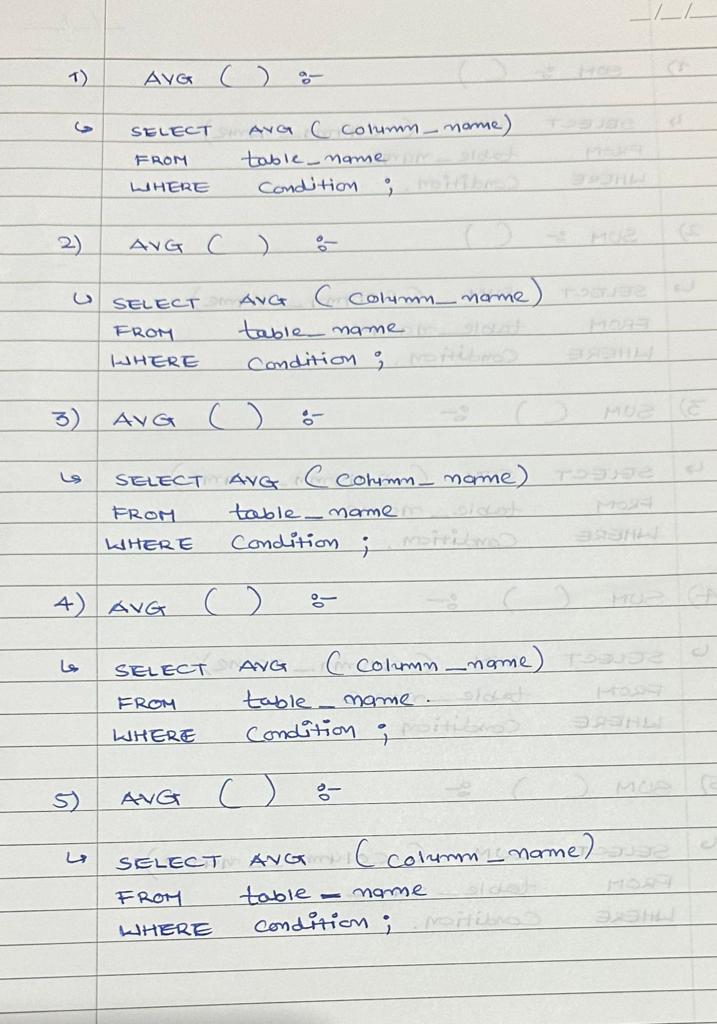 _/_/_
1) AVG ( ) :-
↳ SELECT AVG ( column_name)
FROM table_name
WHERE Condition ;
2) AVG ( ) :-
↳ SELECT AVG ( column_name)
FROM table_name
WHERE Condition ;
3) AVG ( ) :-
↳ SELECT AVG ( column_name)
FROM table_name
WHERE Condition ;
4) AVG ( ) :-
↳ SELECT AVG ( column_name)
FROM table_name.
WHERE Condition ;
5) AVG ( ) :-
↳ SELECT AVG ( column_name)
FROM table_name
WHERE condition ;